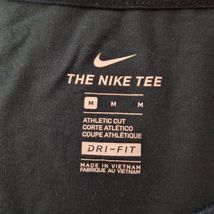 THE NIKE TEE
M M M
ATHLETIC CUT
CORTE ATLÉTICO
COUPE ATHLÉTIQUE
DRI-FIT
MADE IN VIETNAM
FABRIQUÉ AU VIETNAM